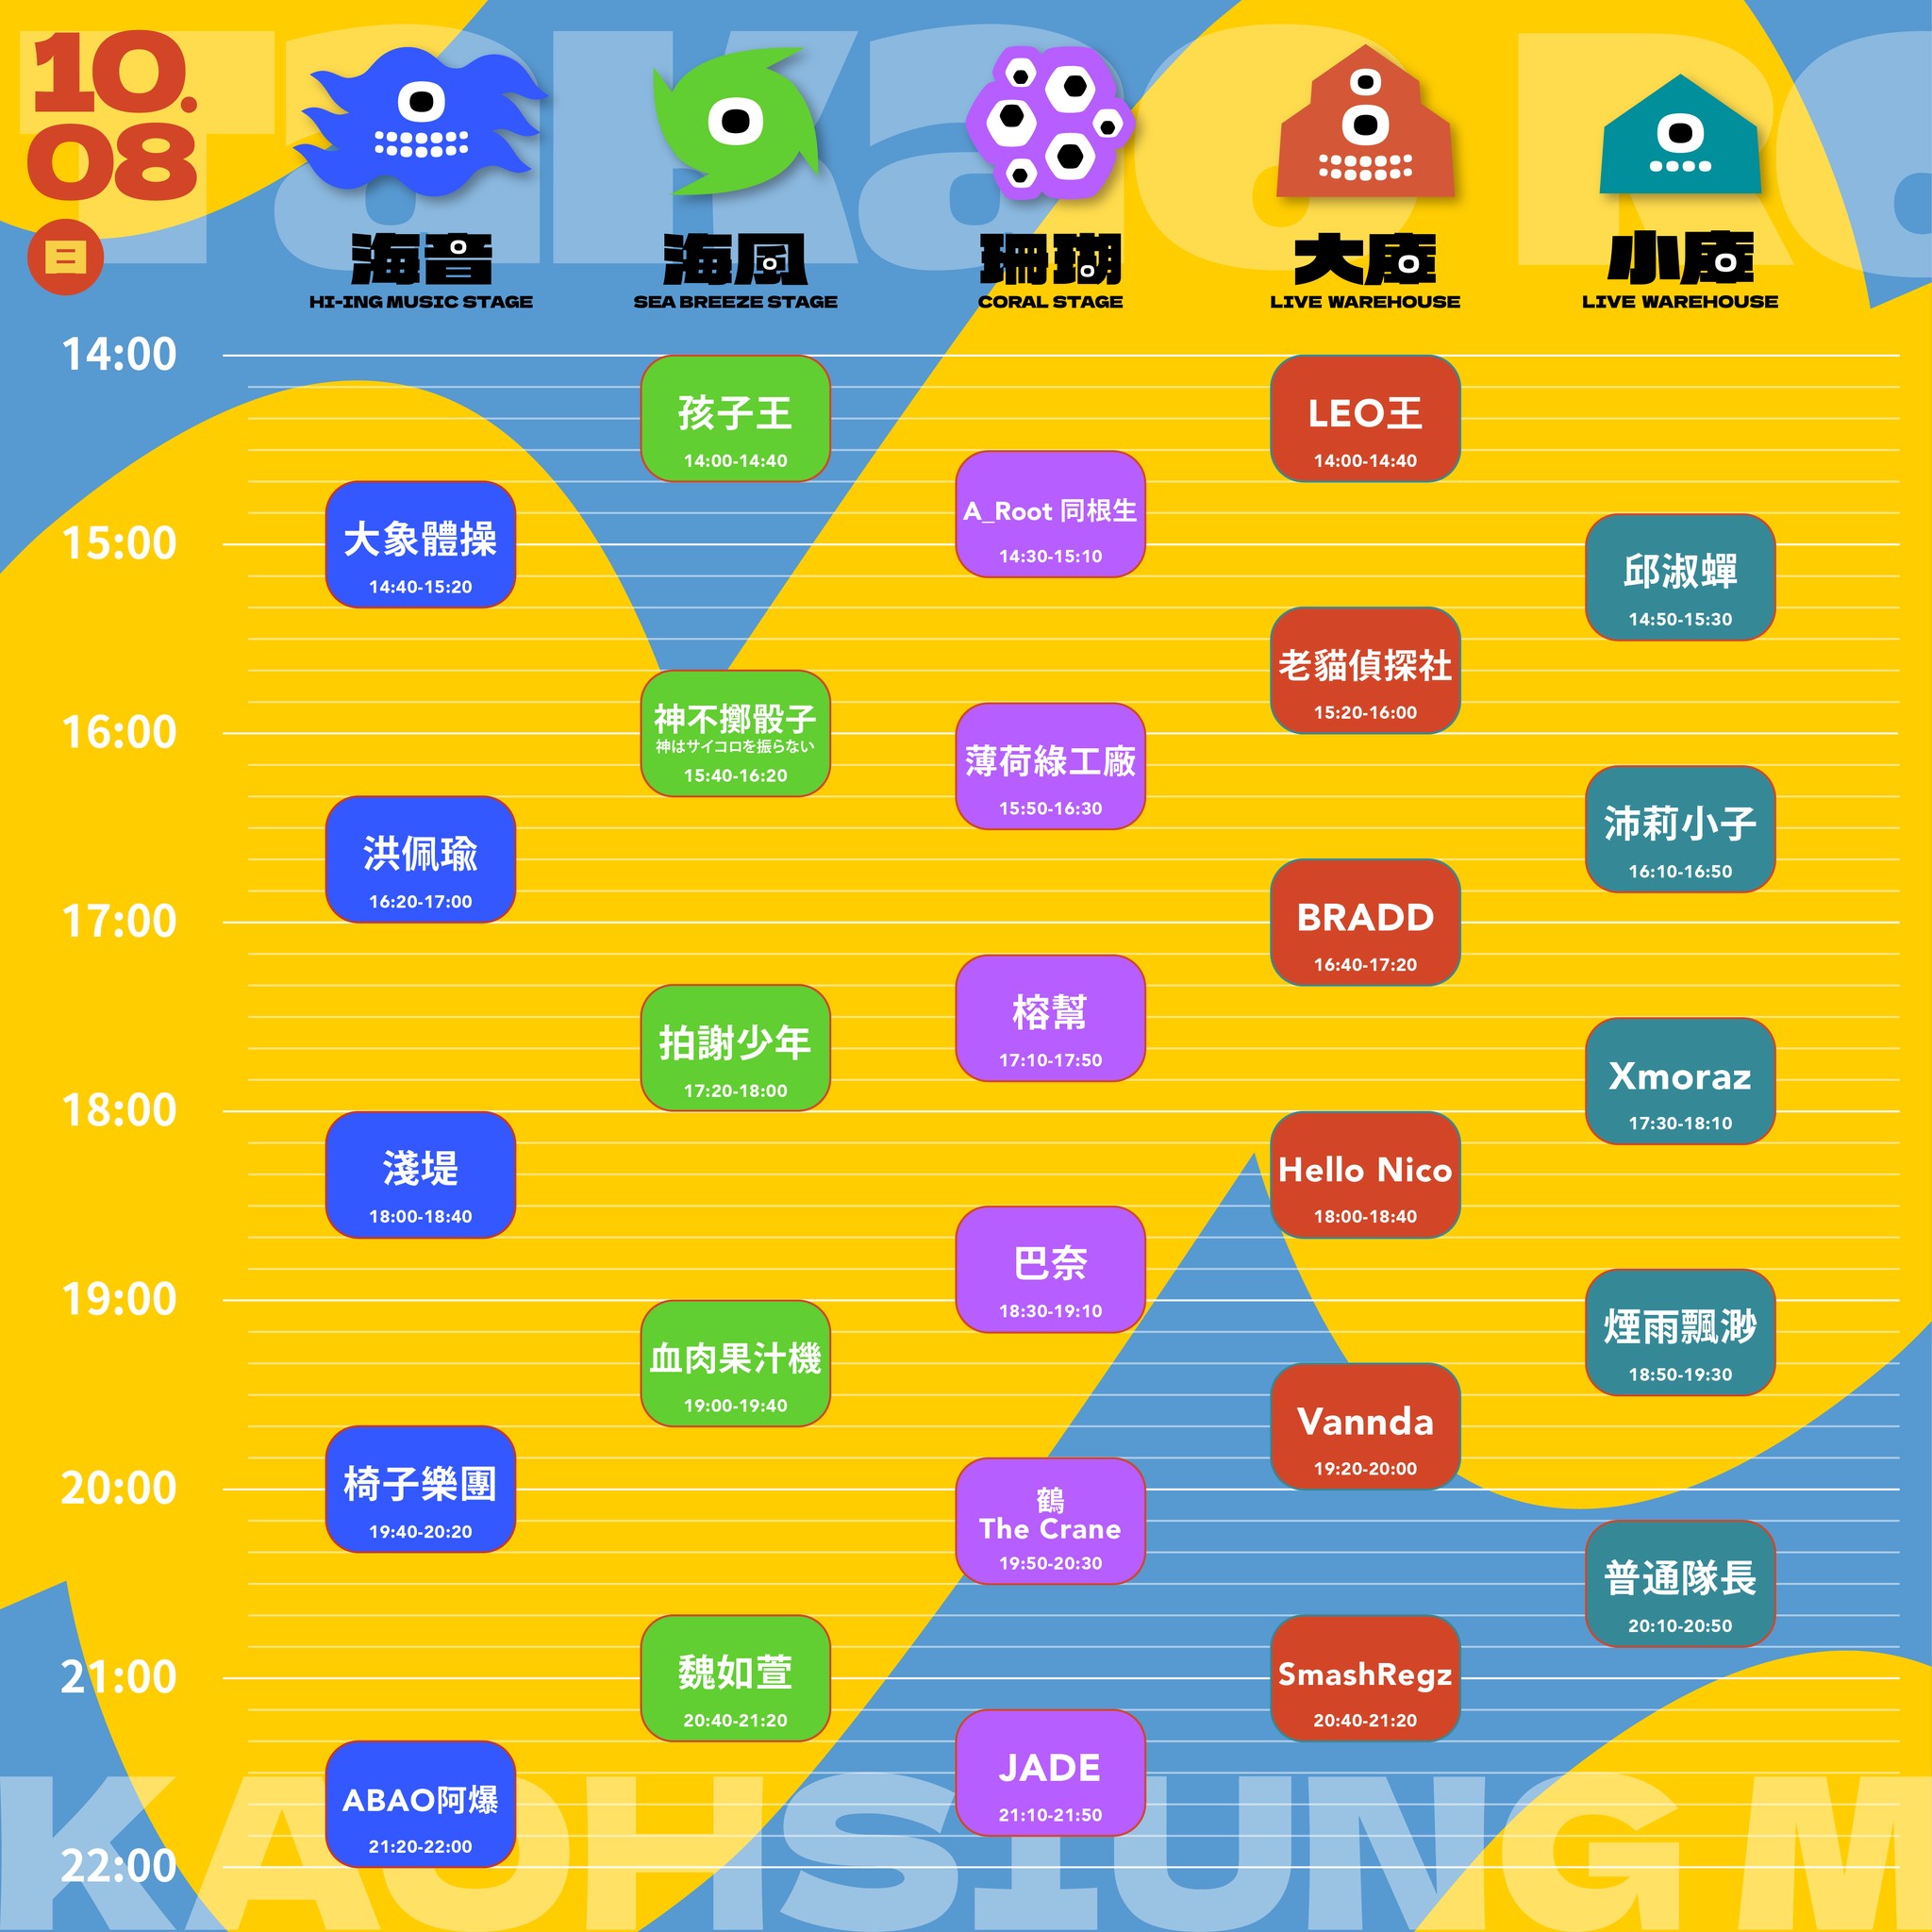 Takao Ro
10.
08
日
海音
HI-ING MUSIC STAGE
海風
SEA BREEZE STAGE
珊瑚
CORAL STAGE
大庫
LIVE WAREHOUSE
小庫
LIVE WAREHOUSE
14:00
15:00
16:00
17:00
18:00
19:00
20:00
21:00
22:00
大象體操
14:40-15:20
洪佩瑜
16:20-17:00
淺堤
18:00-18:40
椅子樂團
19:40-20:20
ABAO阿爆
21:20-22:00
孩子王
14:00-14:40
神不擲骰子
神はサイコロを振らない
15:40-16:20
拍謝少年
17:20-18:00
血肉果汁機
19:00-19:40
魏如萱
20:40-21:20
A_Root 同根生
14:30-15:10
薄荷綠工廠
15:50-16:30
榕幫
17:10-17:50
巴奈
18:30-19:10
鶴
The Crane
19:50-20:30
JADE
21:10-21:50
LEO王
14:00-14:40
老貓偵探社
15:20-16:00
BRADD
16:40-17:20
Hello Nico
18:00-18:40
Vannda
19:20-20:00
SmashRegz
20:40-21:20
邱淑蟬
14:50-15:30
沛莉小子
16:10-16:50
Xmoraz
17:30-18:10
煙雨飄渺
18:50-19:30
普通隊長
20:10-20:50
KAOHSIUNG M